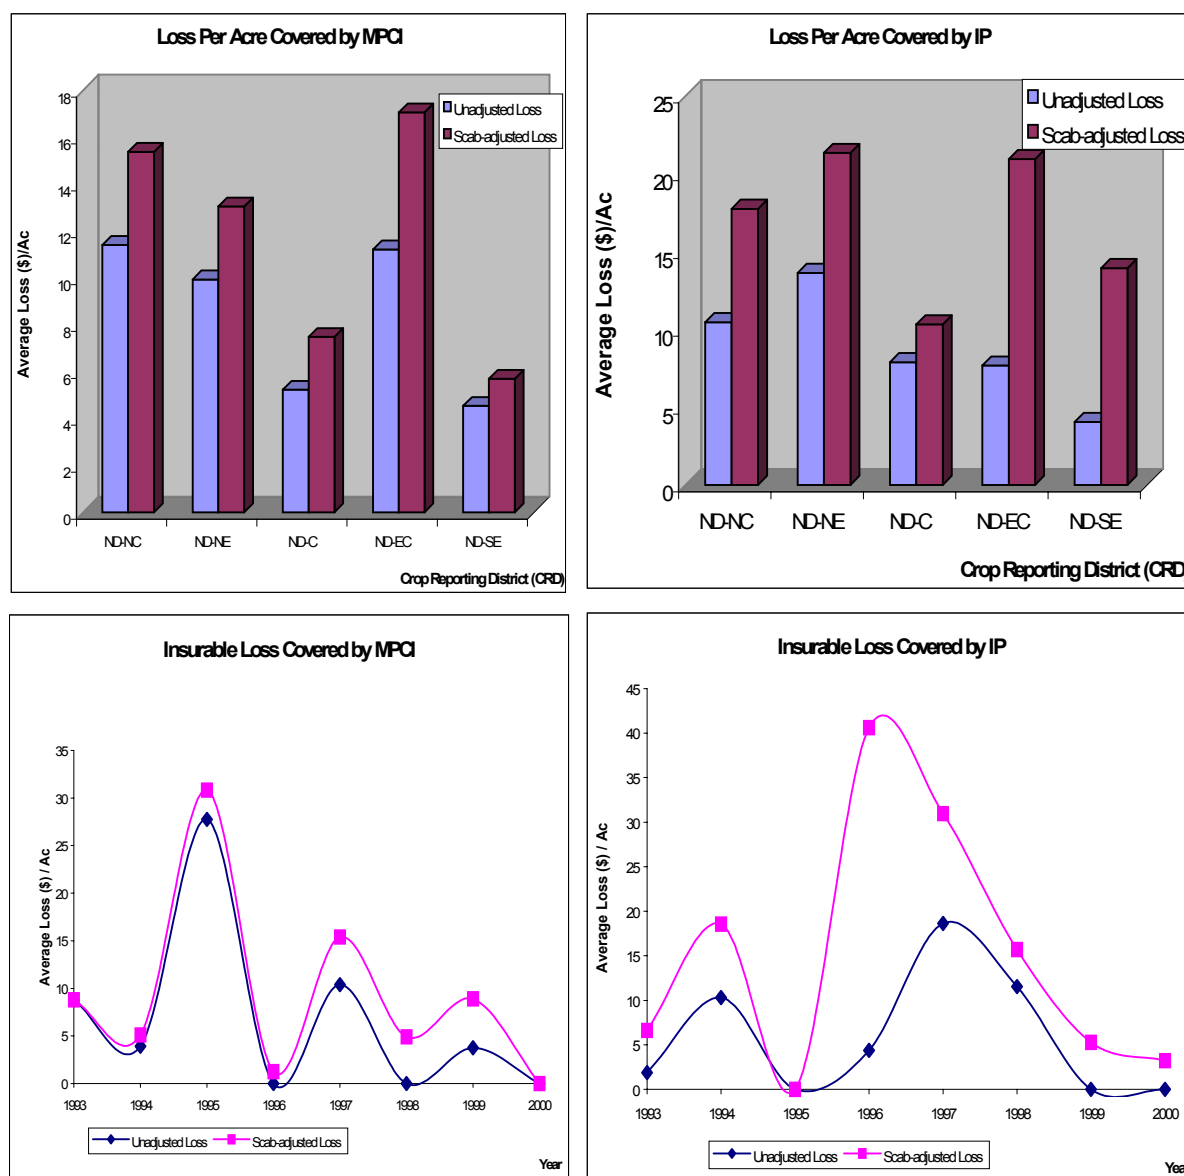 Loss Per Acre Covered by MPCI
Average Loss ($)/Ac
18
16
14
12
10
8
6
4
2
0
Unadjusted Loss
Scab-adjusted Loss
ND-NC ND-NE ND-C ND-EC ND-SE
Crop Reporting District (CRD)
Loss Per Acre Covered by IP
Average Loss ($)/Ac
25
20
15
10
5
0
Unadjusted Loss
Scab-adjusted Loss
ND-NC ND-NE ND-C ND-EC ND-SE
Crop Reporting District (CRD)
Insurable Loss Covered by MPCI
Average Loss ($) / Ac
35
30
25
20
15
10
5
0
1993 1994 1995 1996 1997 1998 1999 2000
Unadjusted Loss Scab-adjusted Loss
Year
Insurable Loss Covered by IP
Average Loss ($) / Ac
45
40
35
30
25
20
15
10
5
0
1993 1994 1995 1996 1997 1998 1999 2000
Unadjusted Loss Scab-adjusted Loss
Year